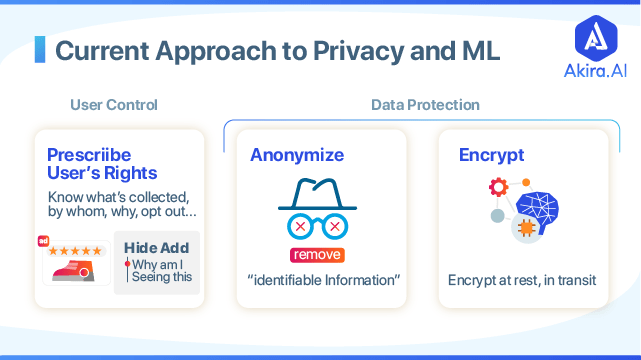 Current Approach to Privacy and ML
Akira.AI
User Control
Data Protection
Prescriibe
User's Rights
Know what's collected,
by whom, why, opt out...
ad
Hide Add
Why am I
Seeing this
Anonymize
remove
"identifiable Information"
Encrypt
Encrypt at rest, in transit